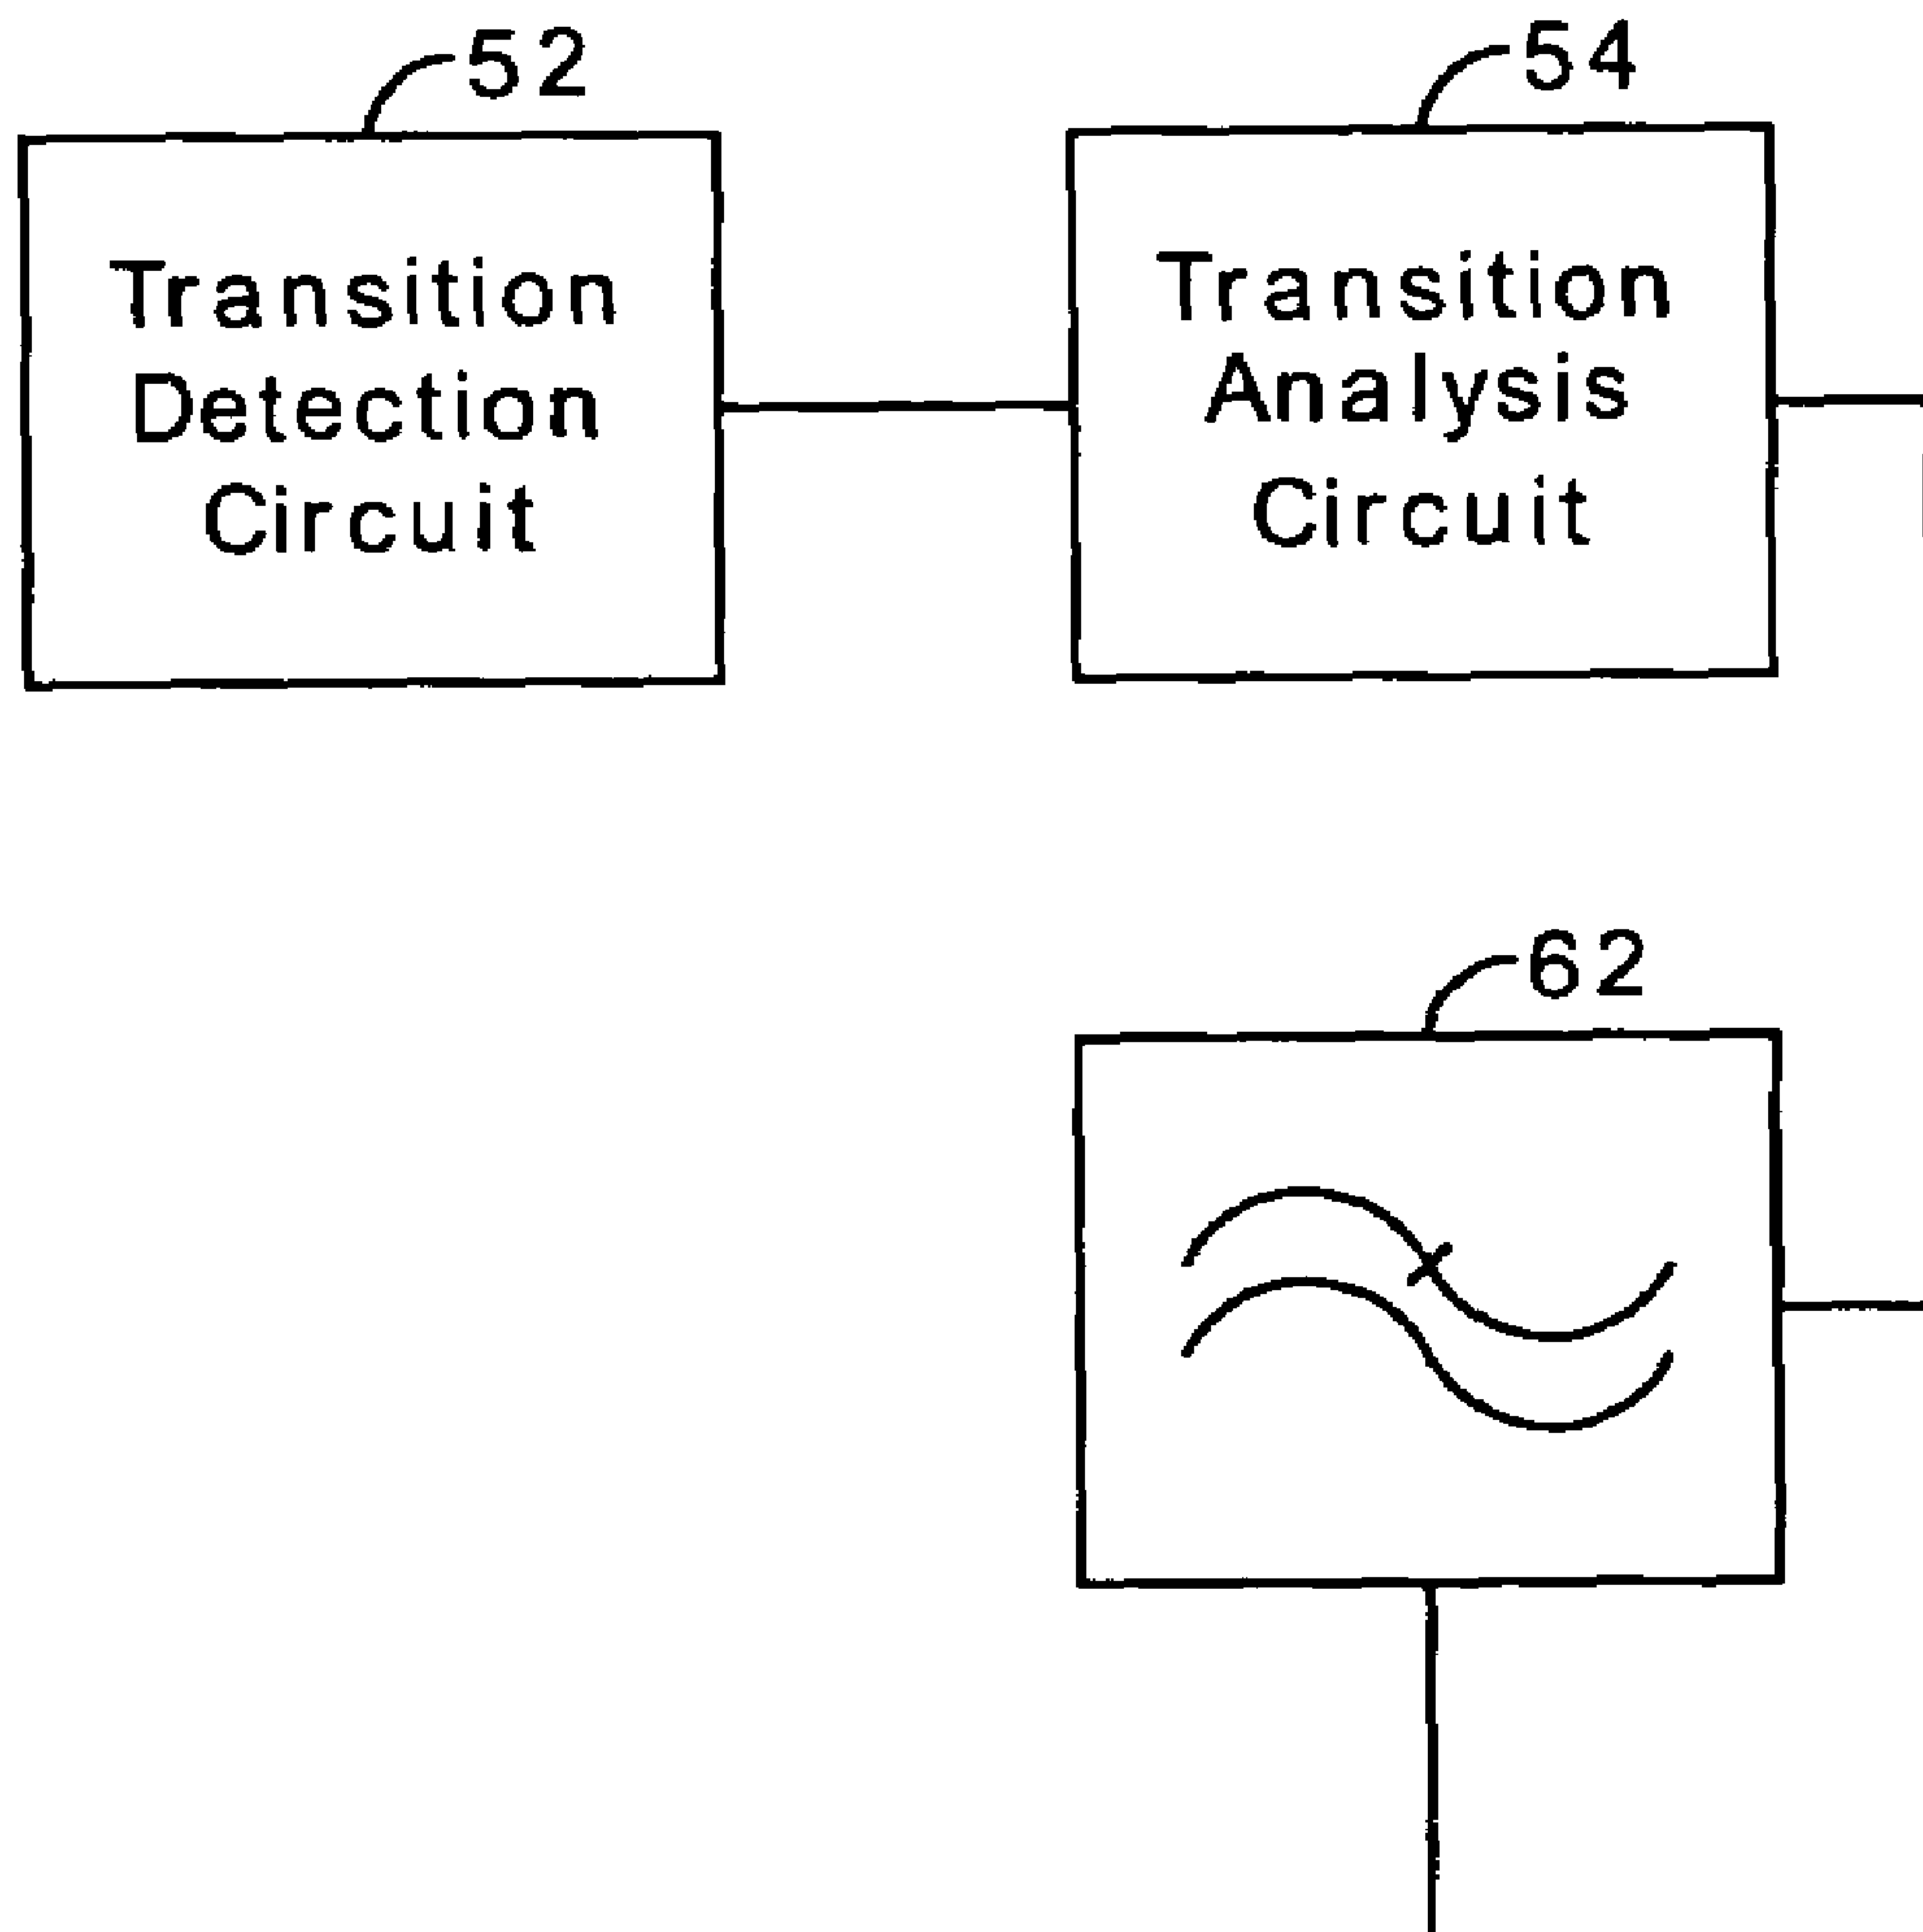 52
Transition
Detection
Circuit
54
Transition
Analysis
Circuit
62